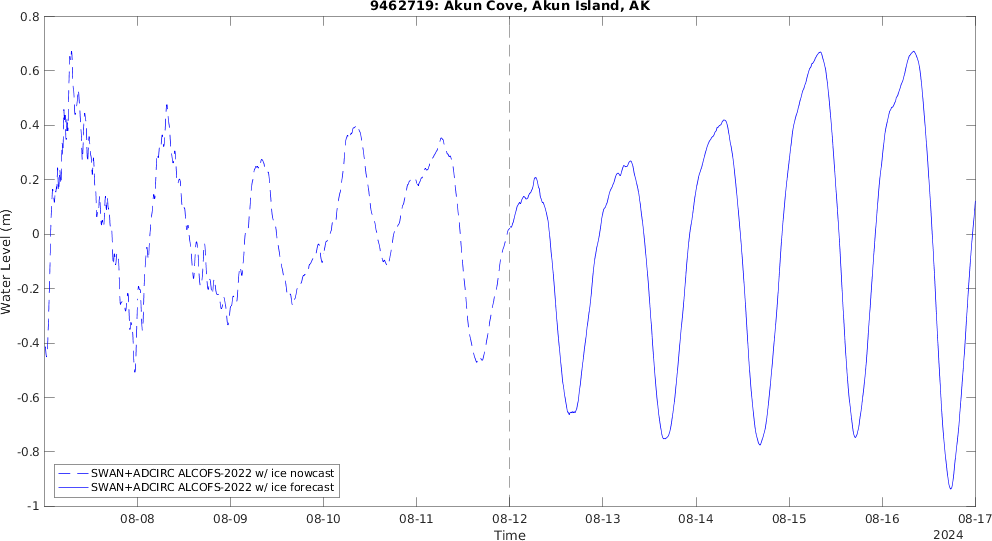 9462719: Akun Cove, Akun Island, AK
0.8
0.6
0.4
0.2
0
-0.2
-0.4
-0.6
-0.8
-1
Water Level (m)
SWAN+ADCIRC ALCOFS-2022 w/ ice nowcast
SWAN+ADCIRC ALCOFS-2022 w/ ice forecast
08-08 08-09 08-10 08-11 08-12 08-13 08-14 08-15 08-16 08-17
Time
2024